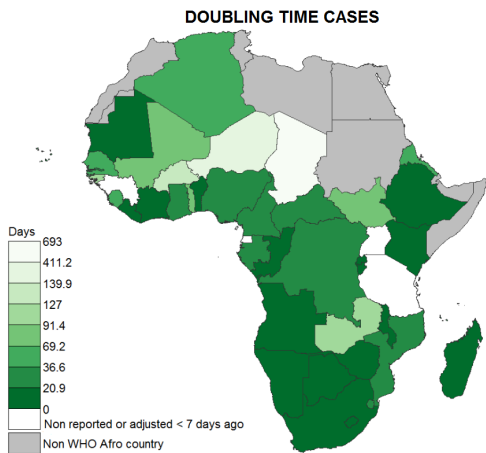 DOUBLING TIME CASES
Days
693
411.2
139.9
127
91.4
69.2
36.6
20.9
0
Non reported or adjusted < 7 days ago
Non WHO Afro country